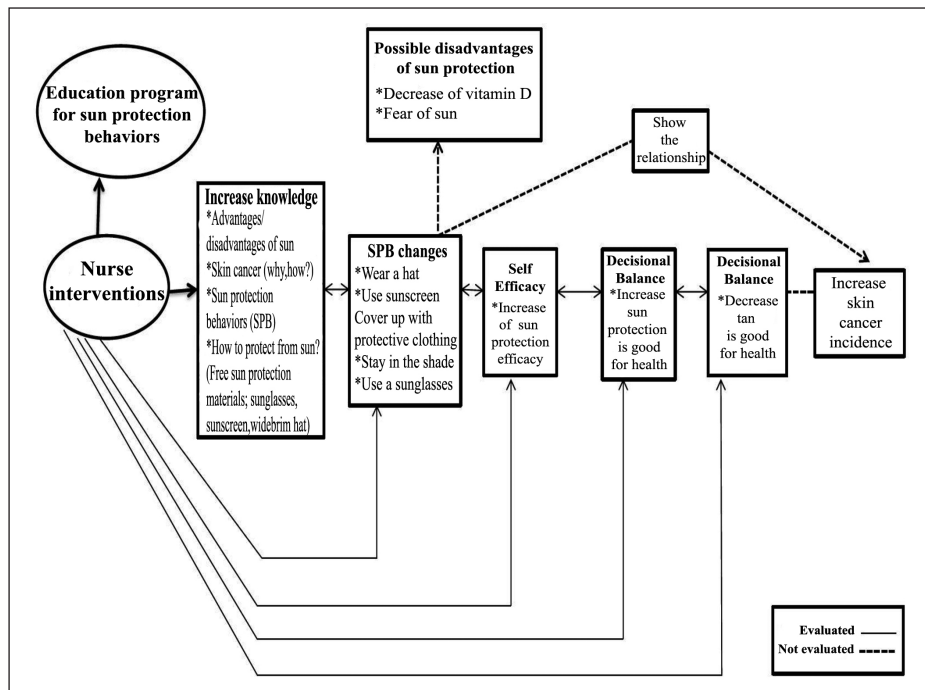 Education program
for sun protection
behaviors
Possible disadvantages
of sun protection
*Decrease of vitamin D
*Fear of sun
Show
the
relationship
Nurse
interventions
Increase knowledge
*Advantages/
disadvantages of sun
*Skin cancer (why,how?)
*Sun protection
behaviors (SPB)
*How to protect from sun?
(Free sun protection
materials; sunglasses,
sunscreen,widebrim hat)
SPB changes
*Wear a hat
*Use sunscreen
Cover up with
protective clothing
*Stay in the shade
*Use a sunglasses
Self
Efficacy
*Increase
of sun
protection
efficacy
Decisional
Balance
*Increase
sun
protection
is good
for health
Decisional
Balance
*Decrease
tan
is good
for health
Increase
skin
cancer
incidence
Evaluated
Not evaluated